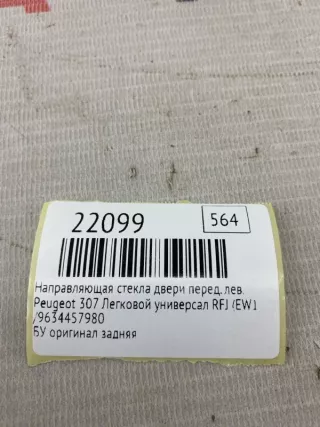 22099
564
Направляющая стекла двери перед. лев.
Peugeot 307 Легковой универсал RFJ (EW1
/9634457980
БУ оригинал задняя